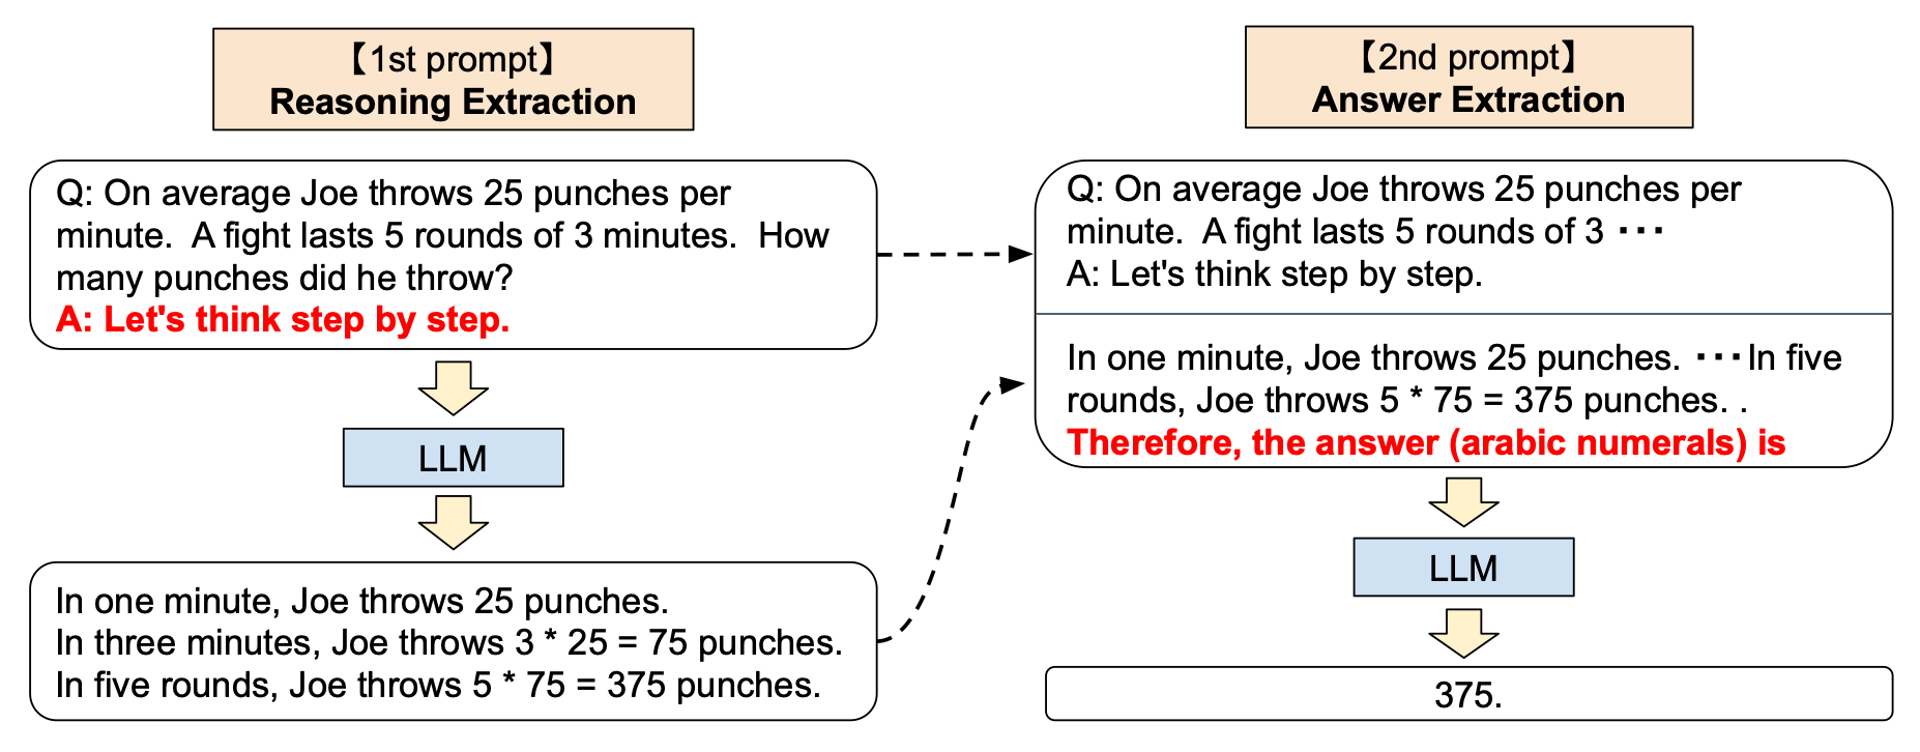 【1st prompt】
Reasoning Extraction
Q: On average Joe throws 25 punches per
minute.  A fight lasts 5 rounds of 3 minutes.  How
many punches did he throw?
A: Let's think step by step.
LLM
In one minute, Joe throws 25 punches.
In three minutes, Joe throws 3 * 25 = 75 punches.
In five rounds, Joe throws 5 * 75 = 375 punches.
【2nd prompt】
Answer Extraction
Q: On average Joe throws 25 punches per
minute.  A fight lasts 5 rounds of 3 ･･･
A: Let's think step by step.
In one minute, Joe throws 25 punches. ･･･In five
rounds, Joe throws 5 * 75 = 375 punches. .
Therefore, the answer (arabic numerals) is
LLM
375.